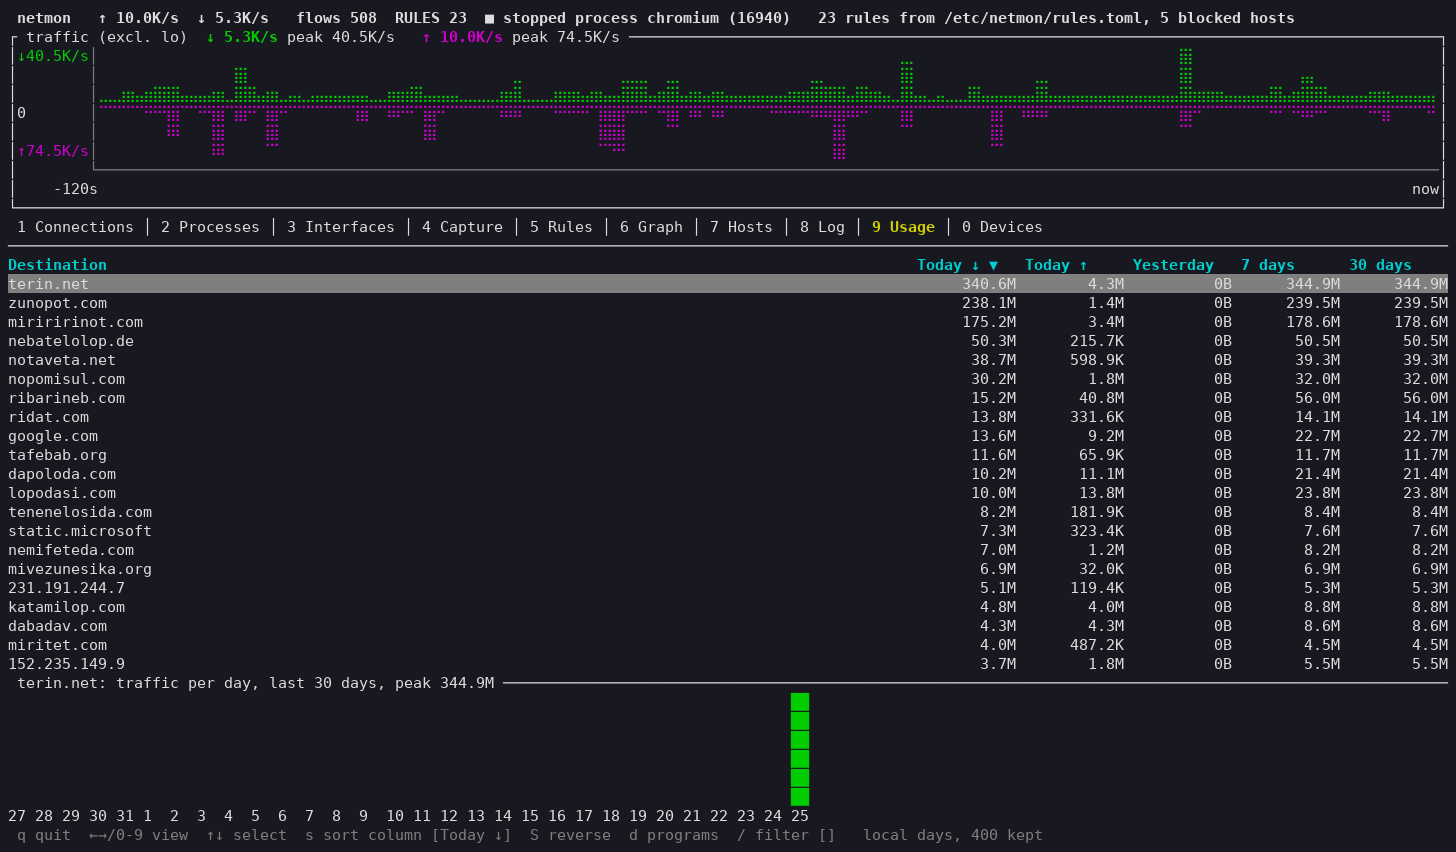 netmon   ↑ 10.0K/s  ↓ 5.3K/s   flows 508  RULES 23  ■ stopped process chromium (16940)   23 rules from /etc/netmon/rules.toml, 5 blocked hosts
traffic (excl. lo)  ↓ 5.3K/s peak 40.5K/s   ↑ 10.0K/s peak 74.5K/s
↓40.5K/s
0
↑74.5K/s
-120s now
1 Connections │ 2 Processes │ 3 Interfaces │ 4 Capture │ 5 Rules │ 6 Graph │ 7 Hosts │ 8 Log │ 9 Usage │ 0 Devices
Destination Today ↓ ▼ Today ↑ Yesterday 7 days 30 days
terin.net 340.6M 4.3M 0B 344.9M 344.9M
zunopot.com 238.1M 1.4M 0B 239.5M 239.5M
miriririnot.com 175.2M 3.4M 0B 178.6M 178.6M
nebatelolop.de 50.3M 215.7K 0B 50.5M 50.5M
notaveta.net 38.7M 598.9K 0B 39.3M 39.3M
nopomisul.com 30.2M 1.8M 0B 32.0M 32.0M
ribarineb.com 15.2M 40.8M 0B 56.0M 56.0M
ridat.com 13.8M 331.6K 0B 14.1M 14.1M
google.com 13.6M 9.2M 0B 22.7M 22.7M
tafebab.org 11.6M 65.9K 0B 11.7M 11.7M
dapoloda.com 10.2M 11.1M 0B 21.4M 21.4M
lopodasi.com 10.0M 13.8M 0B 23.8M 23.8M
tenenelosida.com 8.2M 181.9K 0B 8.4M 8.4M
static.microsoft 7.3M 323.4K 0B 7.6M 7.6M
nemifeteda.com 7.0M 1.2M 0B 8.2M 8.2M
mivezunesika.org 6.9M 32.0K 0B 6.9M 6.9M
231.191.244.7 5.1M 119.4K 0B 5.3M 5.3M
katamilop.com 4.8M 4.0M 0B 8.8M 8.8M
dabadav.com 4.3M 4.3M 0B 8.6M 8.6M
miritet.com 4.0M 487.2K 0B 4.5M 4.5M
152.235.149.9 3.7M 1.8M 0B 5.5M 5.5M
terin.net: traffic per day, last 30 days, peak 344.9M
27 28 29 30 31 1 2 3 4 5 6 7 8 9 10 11 12 13 14 15 16 17 18 19 20 21 22 23 24 25
q quit  ←→/0-9 view  ↑↓ select  s sort column [Today ↓]  S reverse  d programs  / filter []   local days, 400 kept